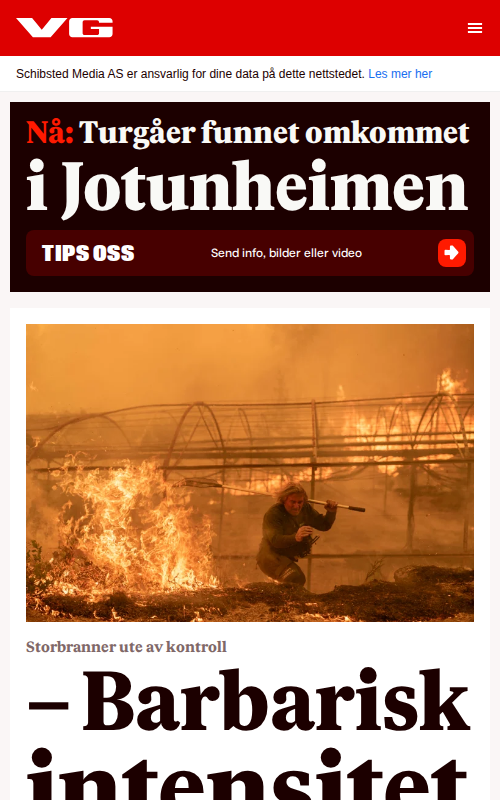 VG
Schibsted Media AS er ansvarlig for dine data på dette nettstedet. Les mer her
Nå: Turgåer funnet omkommet
i Jotunheimen
TIPS OSS
Send info, bilder eller video
Storbranner ute av kontroll
– Barbarisk
intensitet